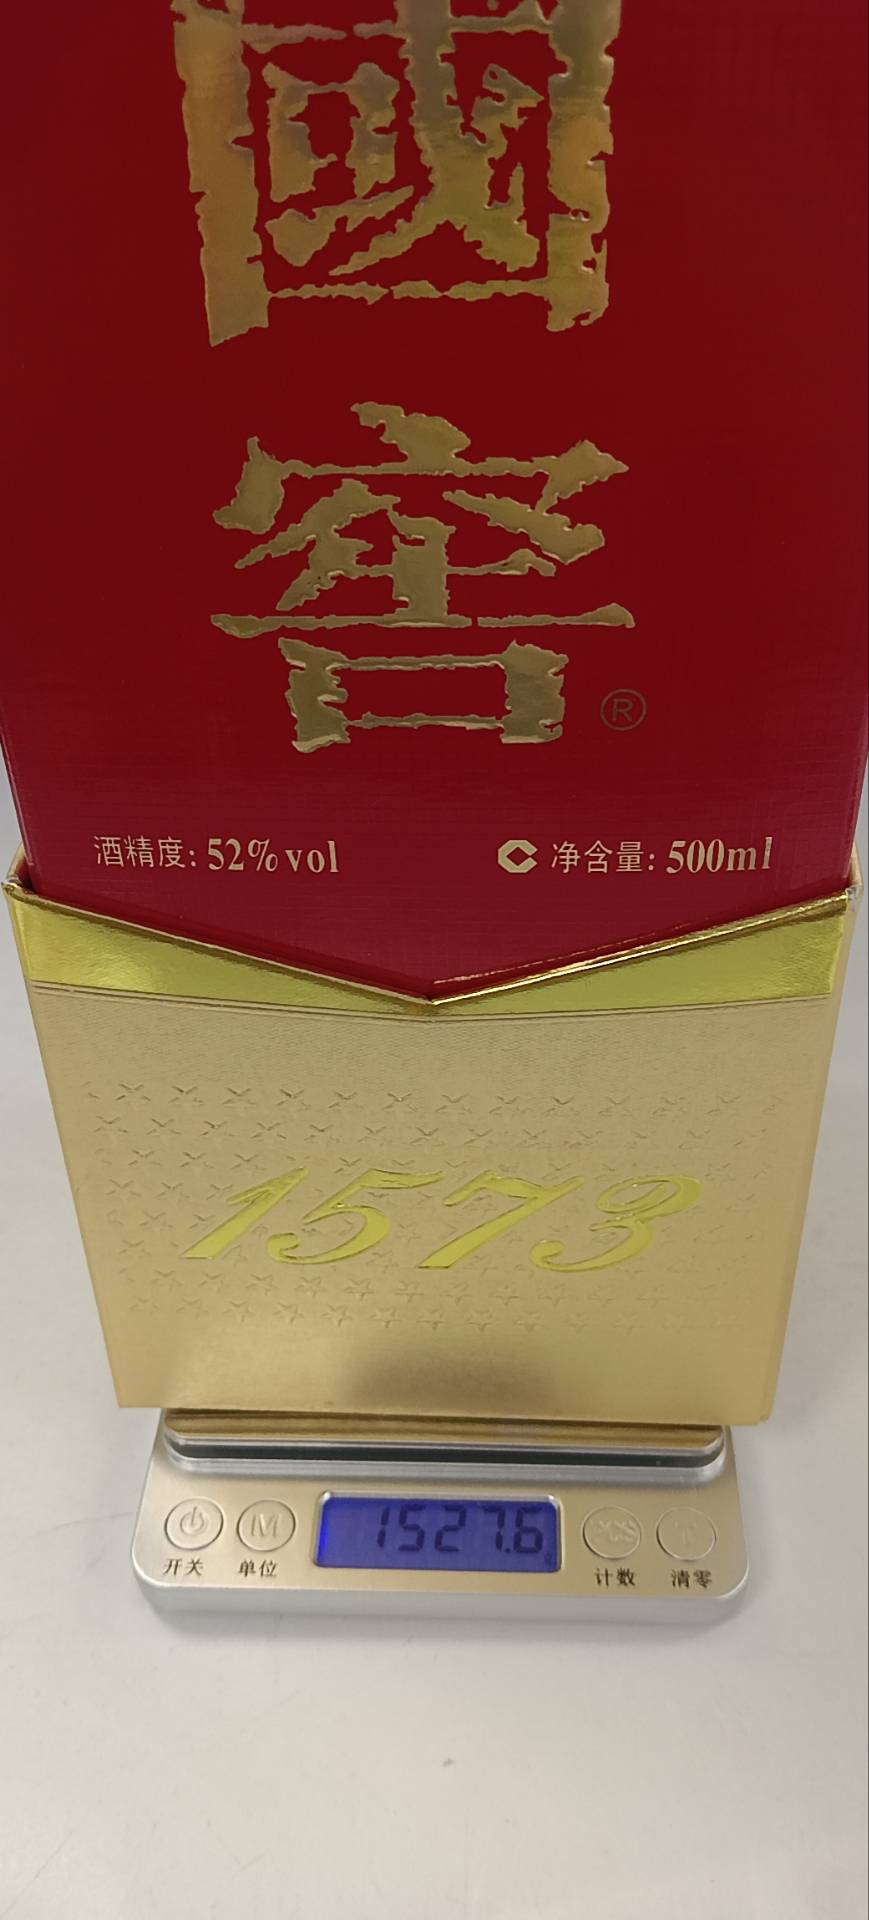 國
窖
®
酒精度: 52%vol
净含量: 500ml
1573
M
1527.6
PCS
T
开关
单位
计数
清零